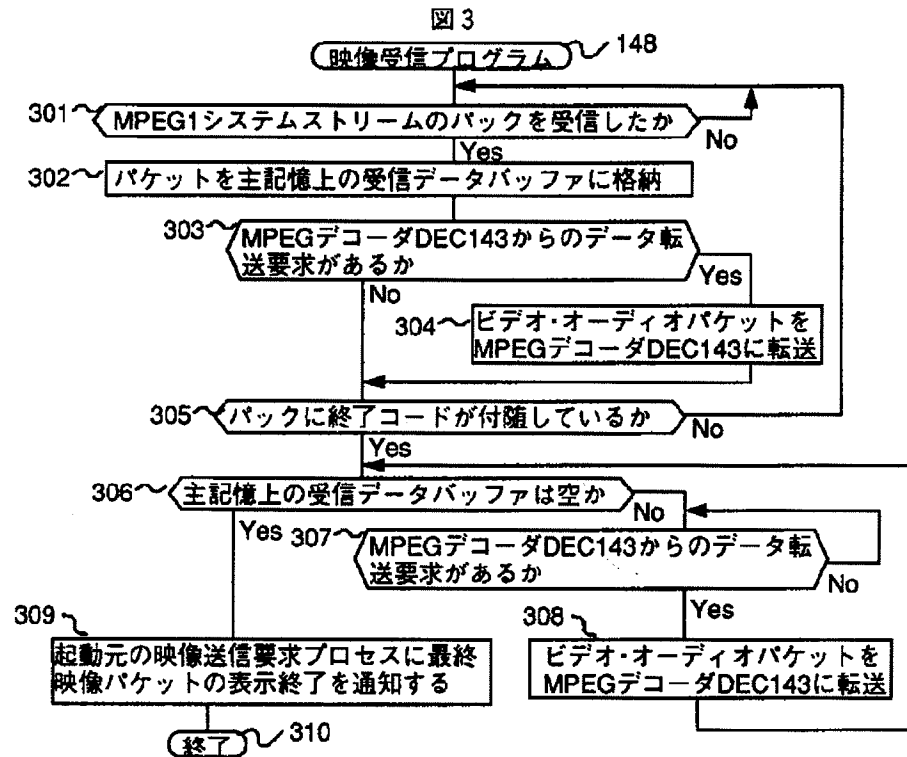 図3
映像受信プログラム
148
301
MPEG1システムストリームのパックを受信したか
No
Yes
302
パケットを主記憶上の受信データバッファに格納
303
MPEGデコーダDEC143からのデータ転
送要求があるか
Yes
No
304
ビデオ・オーディオパケットを
MPEGデコーダDEC143に転送
305
パックに終了コードが付随しているか
No
Yes
306
主記憶上の受信データバッファは空か
No
Yes
307
MPEGデコーダDEC143からのデータ転
送要求があるか
No
Yes
309
起動元の映像送信要求プロセスに最終
映像パケットの表示終了を通知する
308
ビデオ・オーディオパケットを
MPEGデコーダDEC143に転送
終了
310